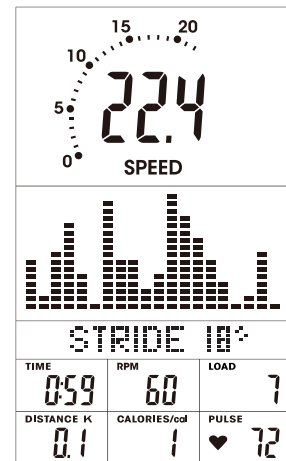 15 20
10
5
0
22.4
SPEED
STRIDE 18"
TIME RPM LOAD
0:59 60 7
DISTANCE K CALORIES/cal PULSE
0.1 1 72